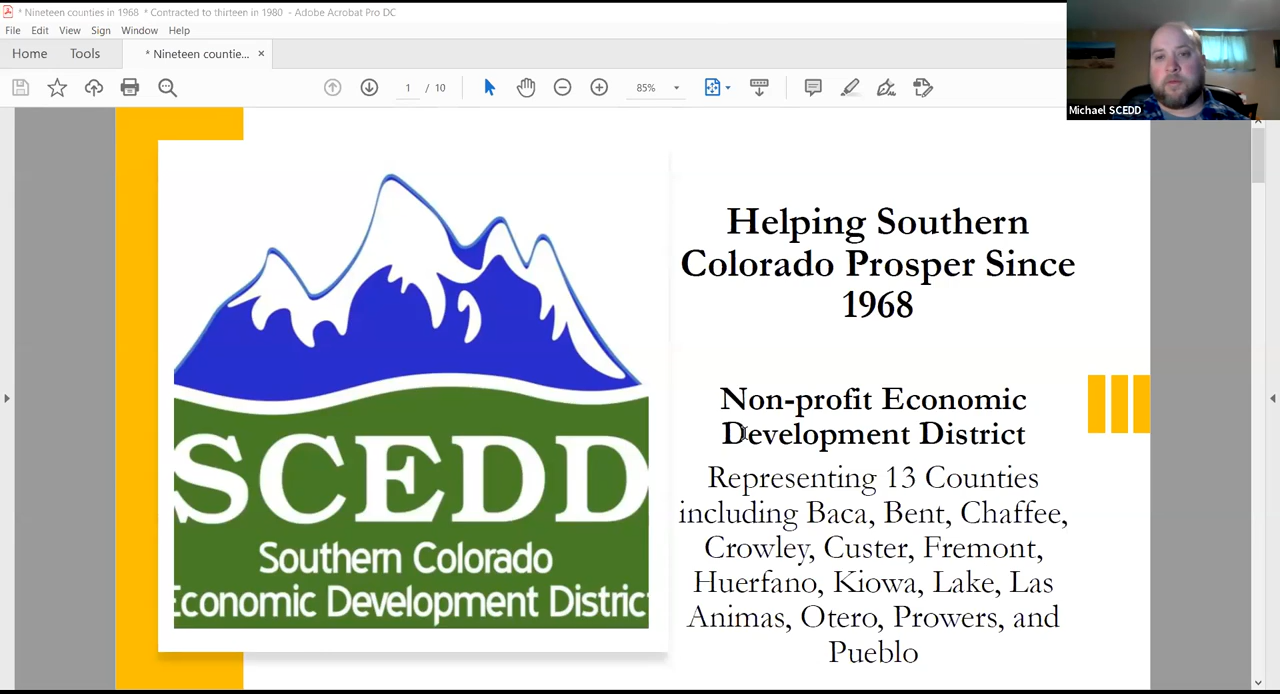 * Nineteen counties in 1968 * Contracted to thirteen in 1980 - Adobe Acrobat Pro DC
File Edit View Sign Window Help
Home Tools * Nineteen countie... ×
1 / 10 85%
Michael SCEDD
Helping Southern
Colorado Prosper Since
1968
Non-profit Economic
Development District
Representing 13 Counties
including Baca, Bent, Chaffee,
Crowley, Custer, Fremont,
Huerfano, Kiowa, Lake, Las
Animas, Otero, Prowers, and
Pueblo
SCEDD
Southern Colorado
Economic Development District